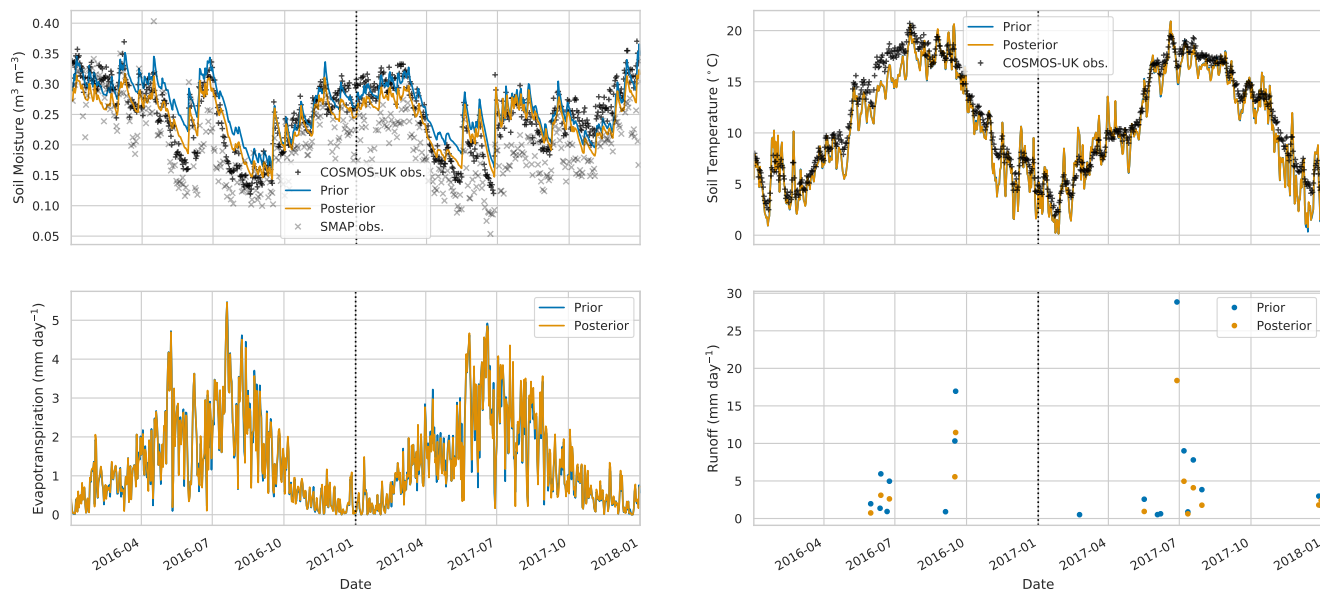 0.40
0.35
0.30
0.25
0.20
0.15
0.10
0.05
Soil Moisture (m³ m⁻³)
COSMOS-UK obs.
Prior
Posterior
SMAP obs.
20
15
10
5
0
Soil Temperature (°C)
Prior
Posterior
COSMOS-UK obs.
5
4
3
2
1
0
Evapotranspiration (mm day⁻¹)
Prior
Posterior
2016-04
2016-07
2016-10
2017-01
2017-04
2017-07
2017-10
2018-01
Date
30
25
20
15
10
5
0
Runoff (mm day⁻¹)
Prior
Posterior
2016-04
2016-07
2016-10
2017-01
2017-04
2017-07
2017-10
2018-01
Date